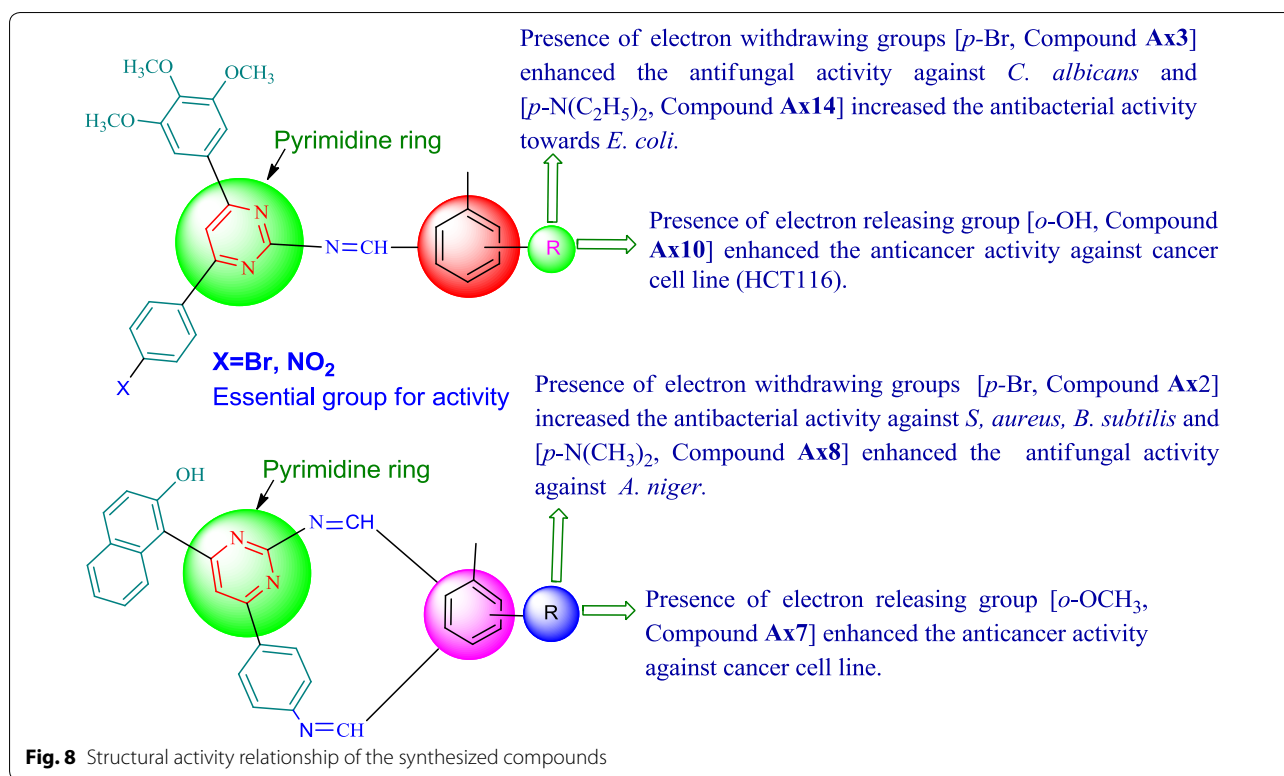 Presence of electron withdrawing groups [p-Br, Compound Ax3]
enhanced the antifungal activity against C. albicans and
[p-N(C₂H₅)₂, Compound Ax14] increased the antibacterial activity
towards E. coli.
OCH₃
H₃CO
OCH₃
H₃CO
Pyrimidine ring
N
N
N=CH
R
Presence of electron releasing group [o-OH, Compound
Ax10] enhanced the anticancer activity against cancer
cell line (HCT116).
X
X=Br, NO₂
Essential group for activity
Presence of electron withdrawing groups [p-Br, Compound Ax2]
increased the antibacterial activity against S, aureus, B. subtilis and
[p-N(CH₃)₂, Compound Ax8] enhanced the antifungal activity
against A. niger.
OH
Pyrimidine ring
N=CH
N
N
R
Presence of electron releasing group [o-OCH₃,
Compound Ax7] enhanced the anticancer activity
against cancer cell line.
N=CH
Fig. 8 Structural activity relationship of the synthesized compounds